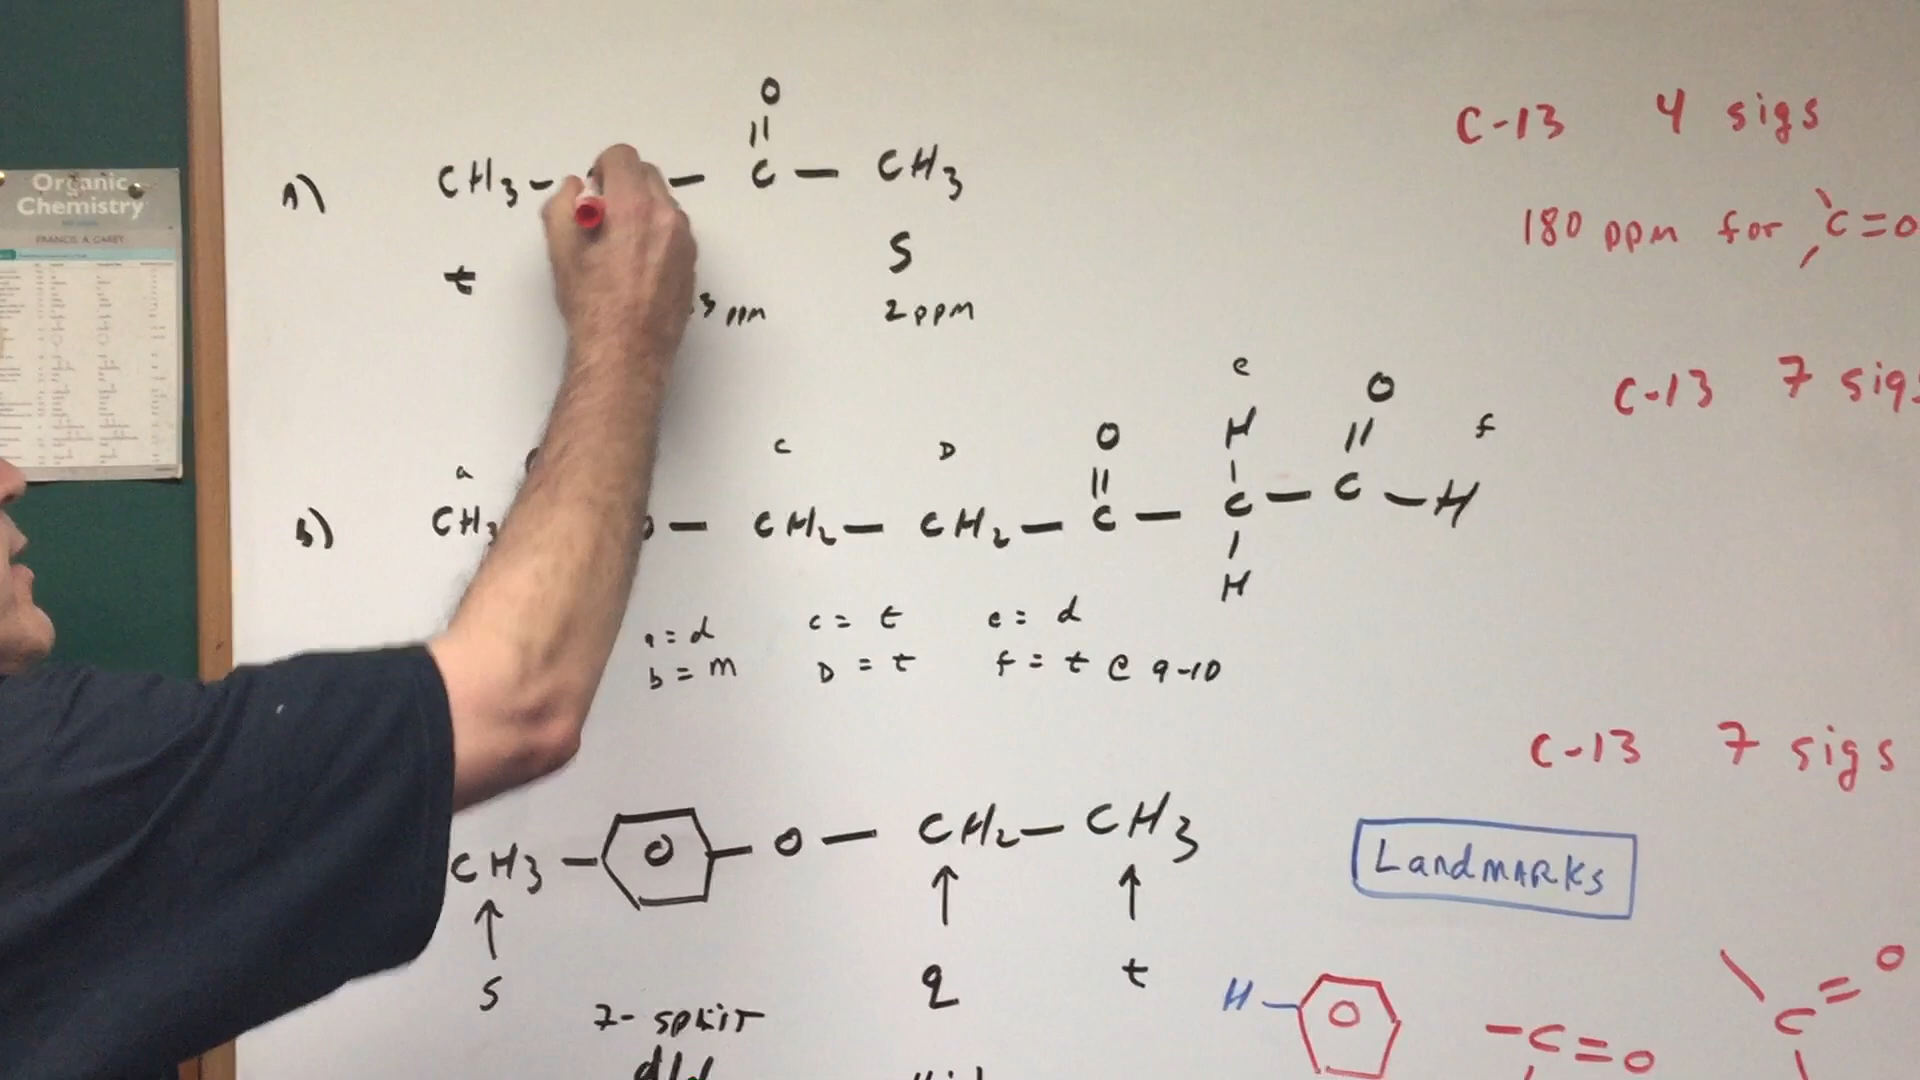 Organic
Chemistry
FRANCIS A. CAREY
O
C-13 4 sigs
A) CH3- - C - CH3
180 ppm for C=O
t S
3 ppm 2 ppm
e
O
C-13 7 sigs
a C D O H f
B) CH3 O - CH2 - CH2 - C - C - C - H
H
a = d c = t e = d
b = m D = t f = t @ 9-10
C-13 7 sigs
CH3 - O - O - CH2 - CH3
Landmarks
S q t
7-split
H - O
-C=O
C=O
d/d